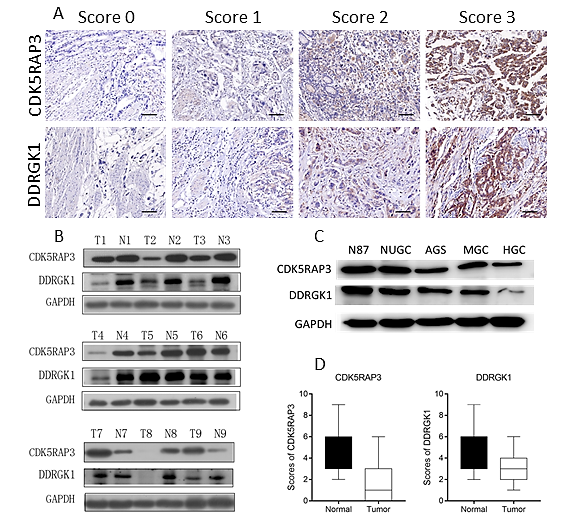 A
Score 0 Score 1 Score 2 Score 3
CDK5RAP3
DDRGK1
B
T1 N1 T2 N2 T3 N3
CDK5RAP3
DDRGK1
GAPDH
T4 N4 T5 N5 T6 N6
CDK5RAP3
DDRGK1
GAPDH
T7 N7 T8 N8 T9 N9
CDK5RAP3
DDRGK1
GAPDH
C
N87 NUGC AGS MGC HGC
CDK5RAP3
DDRGK1
GAPDH
D
CDK5RAP3
Scores of CDK5RAP3
10
8
6
4
2
0
Normal Tumor
DDRGK1
Scores of DDRGK1
10
8
6
4
2
0
Normal Tumor